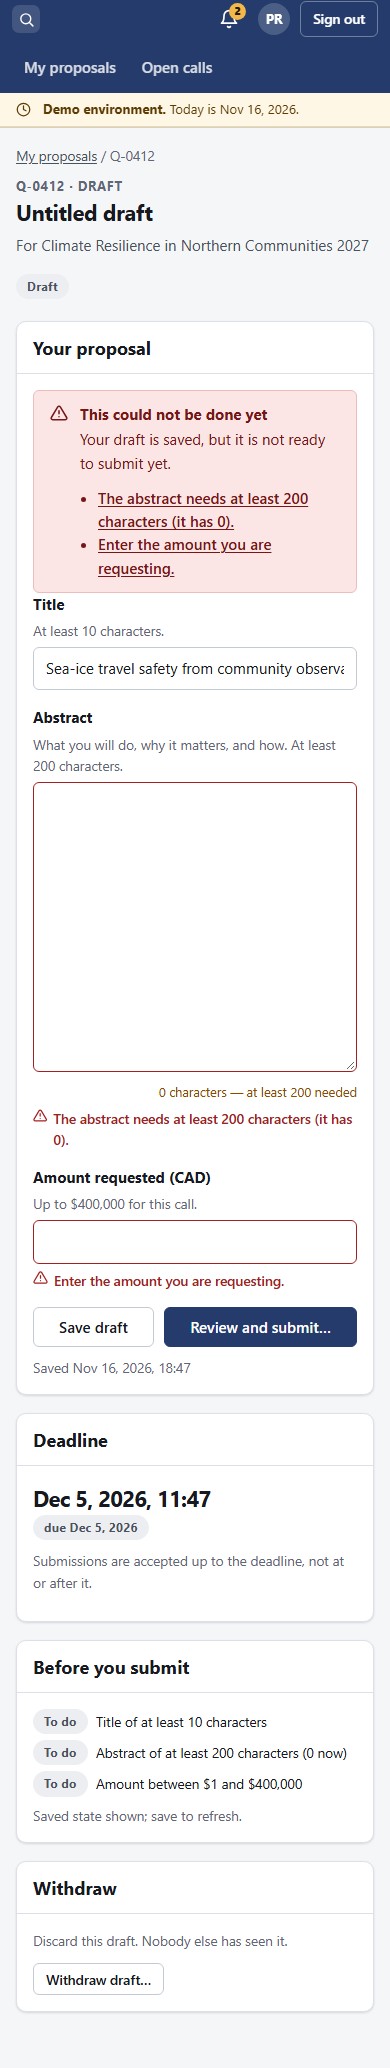 2
PR
Sign out
My proposals
Open calls
Demo environment. Today is Nov 16, 2026.
My proposals / Q-0412
Q-0412 · DRAFT
Untitled draft
For Climate Resilience in Northern Communities 2027
Draft
Your proposal
This could not be done yet
Your draft is saved, but it is not ready
to submit yet.
• The abstract needs at least 200
characters (it has 0).
• Enter the amount you are
requesting.
Title
At least 10 characters.
Sea-ice travel safety from community observa
Abstract
What you will do, why it matters, and how. At least
200 characters.
0 characters — at least 200 needed
The abstract needs at least 200 characters (it has
0).
Amount requested (CAD)
Up to $400,000 for this call.
Enter the amount you are requesting.
Save draft
Review and submit...
Saved Nov 16, 2026, 18:47
Deadline
Dec 5, 2026, 11:47
due Dec 5, 2026
Submissions are accepted up to the deadline, not at
or after it.
Before you submit
To do Title of at least 10 characters
To do Abstract of at least 200 characters (0 now)
To do Amount between $1 and $400,000
Saved state shown; save to refresh.
Withdraw
Discard this draft. Nobody else has seen it.
Withdraw draft...